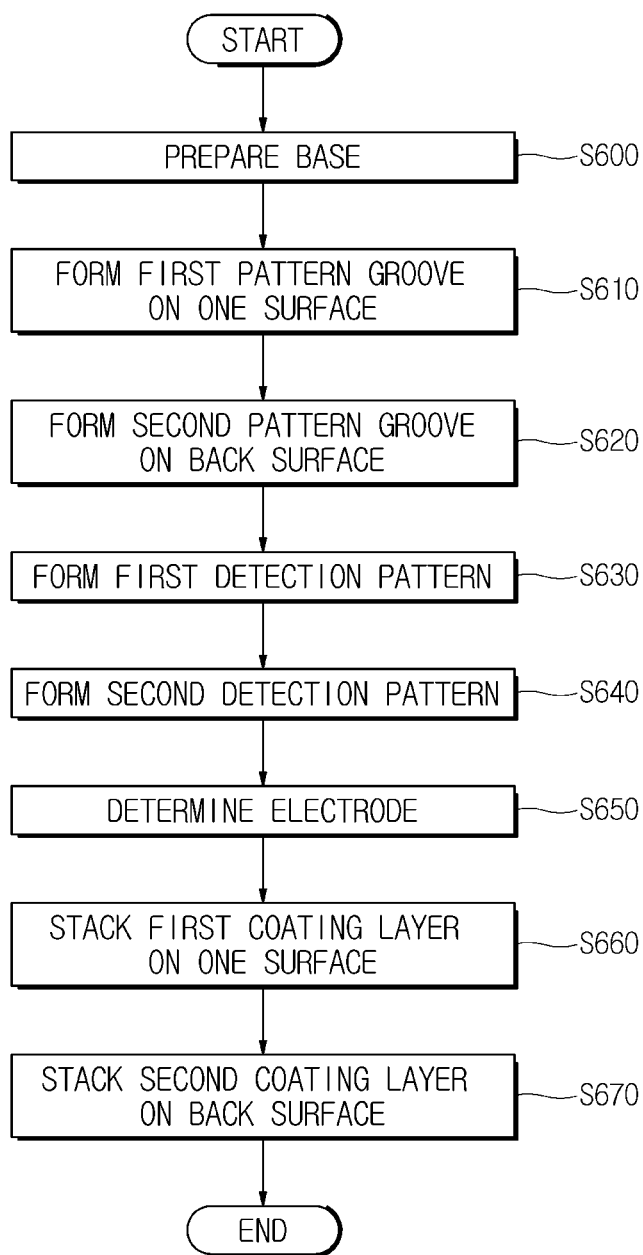 START
PREPARE BASE
S600
FORM FIRST PATTERN GROOVE
ON ONE SURFACE
S610
FORM SECOND PATTERN GROOVE
ON BACK SURFACE
S620
FORM FIRST DETECTION PATTERN
S630
FORM SECOND DETECTION PATTERN
S640
DETERMINE ELECTRODE
S650
STACK FIRST COATING LAYER
ON ONE SURFACE
S660
STACK SECOND COATING LAYER
ON BACK SURFACE
S670
END